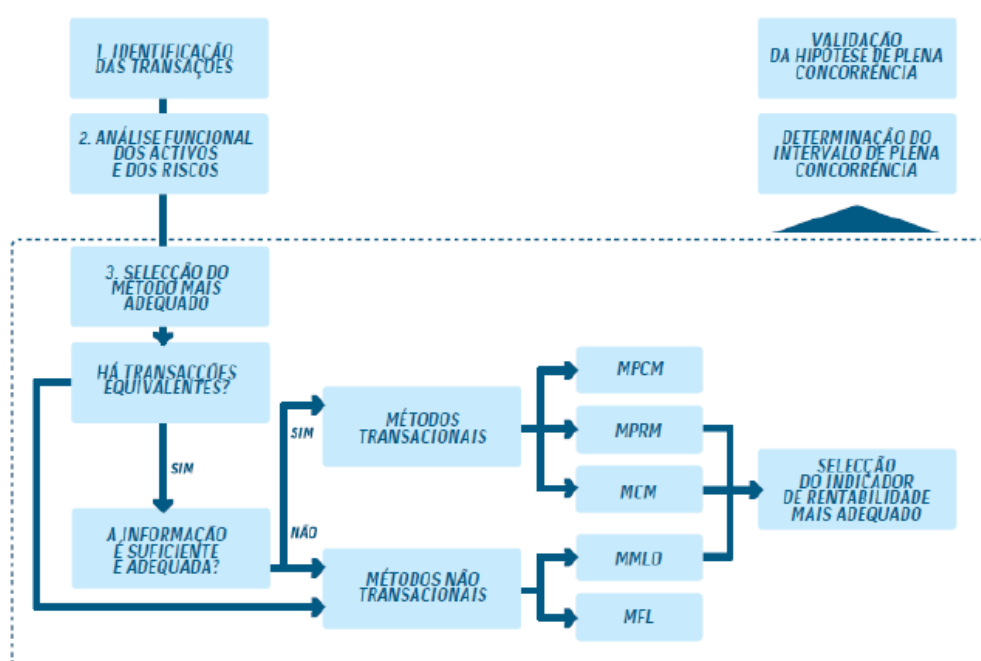 1. IDENTIFICAÇÃO
DAS TRANSAÇÕES
2. ANÁLISE FUNCIONAL
DOS ACTIVOS
E DOS RISCOS
3. SELECÇÃO DO
MÉTODO MAIS
ADEQUADO
HÁ TRANSACÇÕES
EQUIVALENTES?
SIM
A INFORMAÇÃO
É SUFICIENTE
E ADEQUADA?
SIM
NÃO
MÉTODOS
TRANSACIONAIS
MÉTODOS NÃO
TRANSACIONAIS
MPCM
MPRM
MCM
MMLO
MFL
SELECÇÃO
DO INDICADOR
DE RENTABILIDADE
MAIS ADEQUADO
DETERMINAÇÃO DO
INTERVALO DE PLENA
CONCORRÊNCIA
VALIDAÇÃO
DA HIPÓTESE DE PLENA
CONCORRÊNCIA